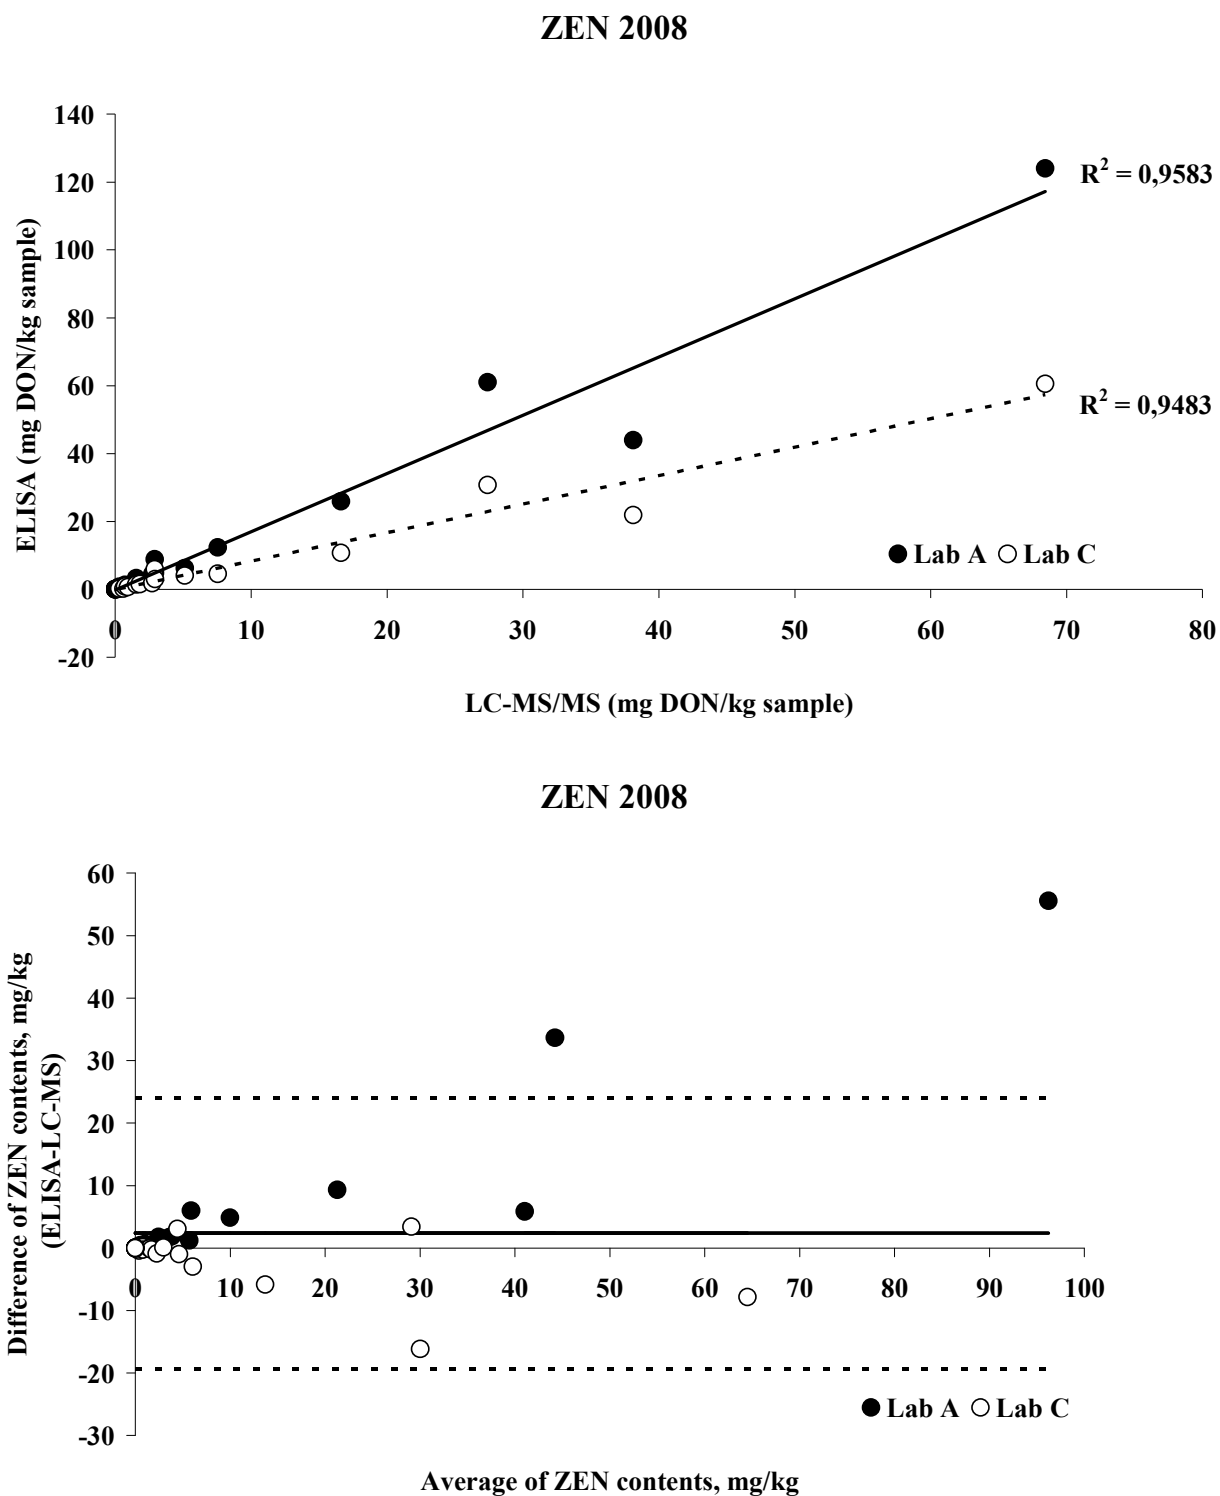 ZEN 2008
140
120
100
80
60
40
20
0
-20
ELISA (mg DON/kg sample)
R² = 0,9583
R² = 0,9483
Lab A Lab C
0 10 20 30 40 50 60 70 80
LC-MS/MS (mg DON/kg sample)
ZEN 2008
60
50
40
30
20
10
0
-10
-20
-30
Difference of ZEN contents, mg/kg
(ELISA-LC-MS)
0 10 20 30 40 50 60 70 80 90 100
Lab A Lab C
Average of ZEN contents, mg/kg